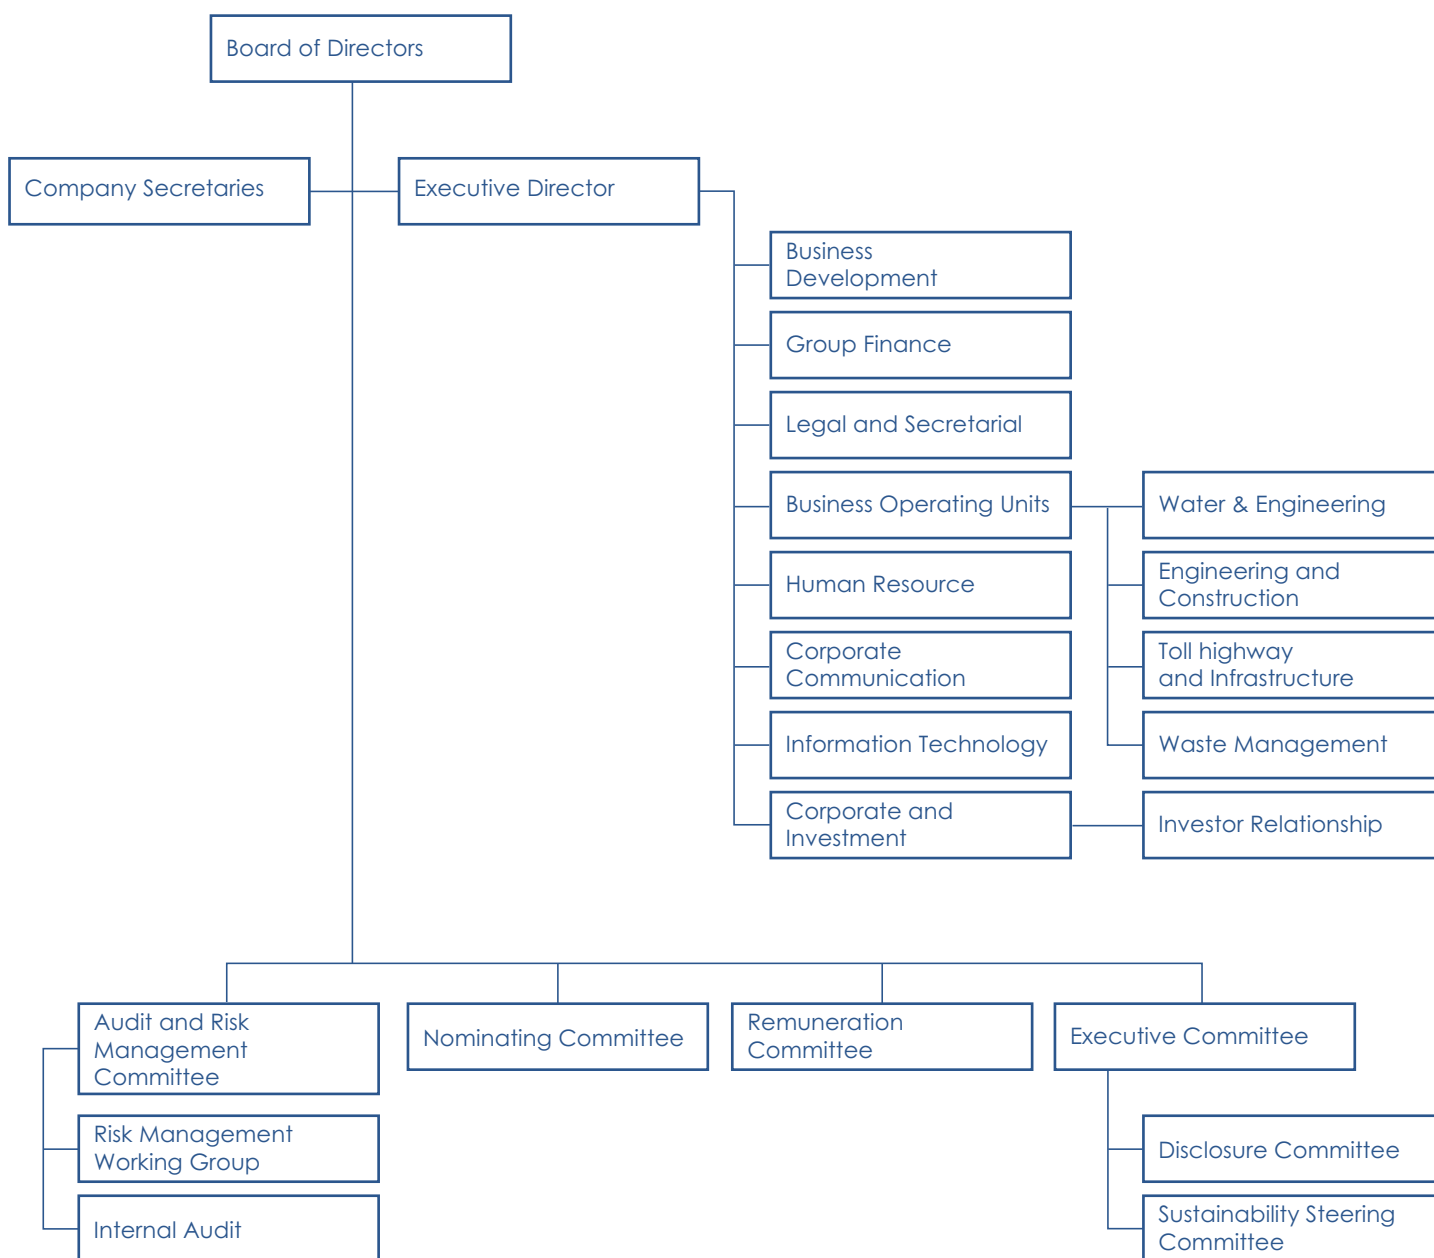 Board of Directors
Company Secretaries
Executive Director
Business
Development
Group Finance
Legal and Secretarial
Business Operating Units
Water & Engineering
Human Resource
Engineering and
Construction
Corporate
Communication
Toll highway
and Infrastructure
Information Technology
Waste Management
Corporate and
Investment
Investor Relationship
Audit and Risk
Management
Committee
Nominating Committee
Remuneration
Committee
Executive Committee
Risk Management
Working Group
Disclosure Committee
Internal Audit
Sustainability Steering
Committee